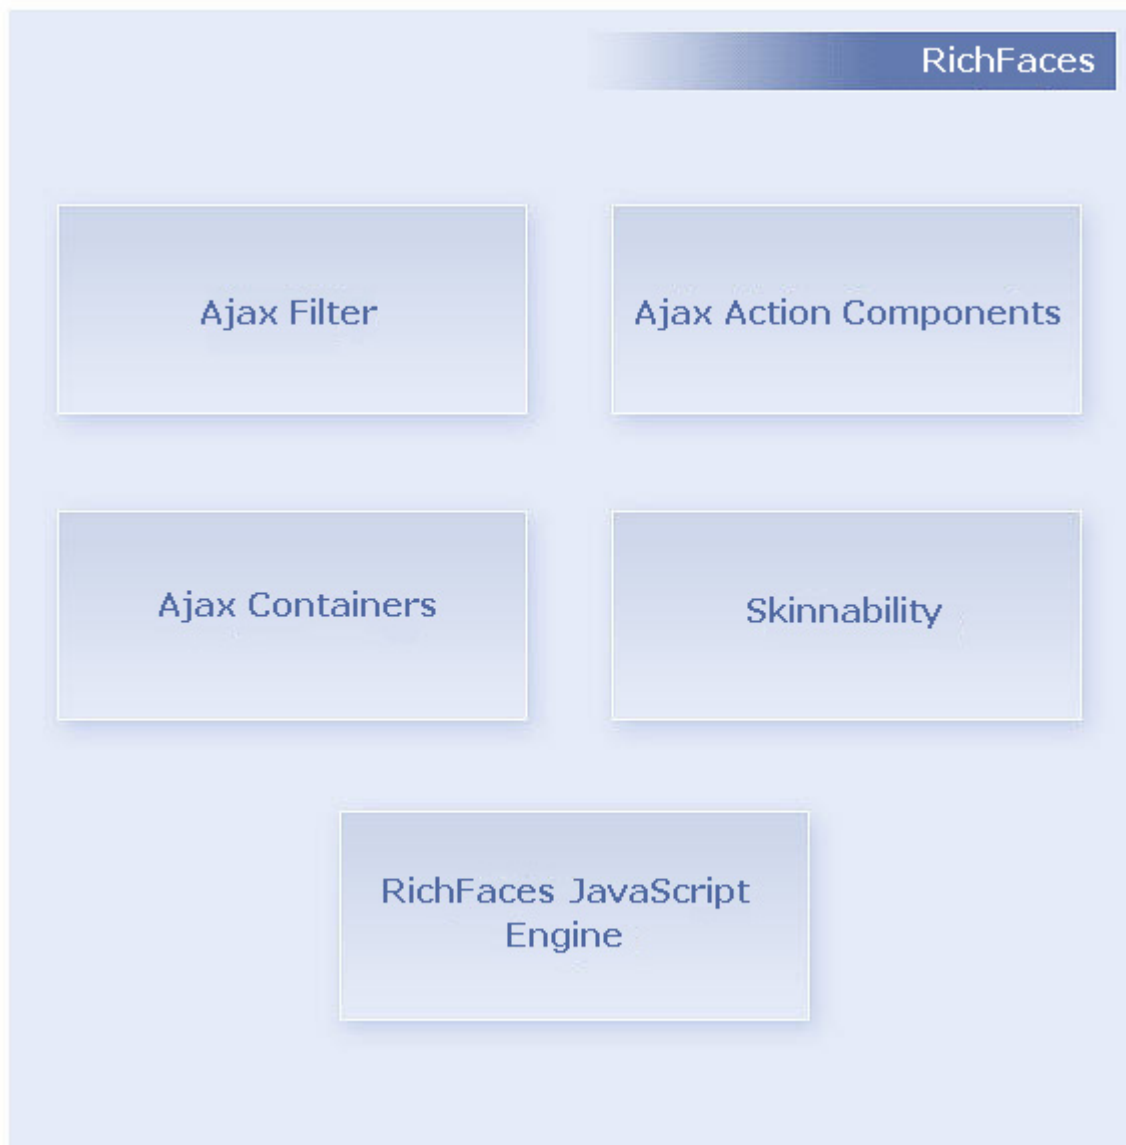 RichFaces
Ajax Filter
Ajax Action Components
Ajax Containers
Skinnability
RichFaces JavaScript
Engine